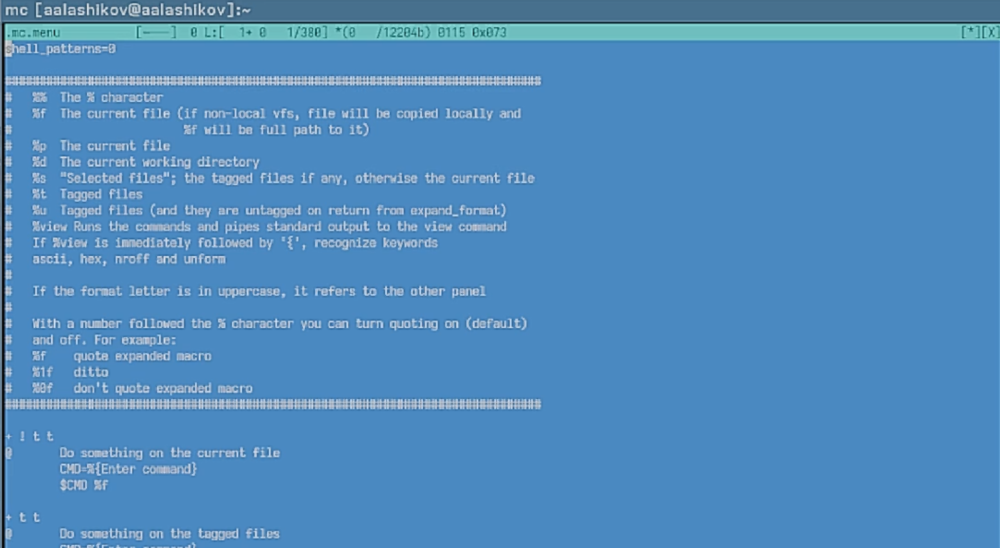 mc [aalashikov@aalashikov]:~
.mc.menu [----] 0 L:[ 1+ 0 1/380] *(0 /12204b) 0115 0x073 [*][X]
shell_patterns=0
##############################################################################
# %% The % character
# %f The current file (if non-local vfs, file will be copied locally and
# %f will be full path to it)
# %p The current file
# %d The current working directory
# %s "Selected files"; the tagged files if any, otherwise the current file
# %t Tagged files
# %u Tagged files (and they are untagged on return from expand_format)
# %view Runs the commands and pipes standard output to the view command
# If %view is immediately followed by '{', recognize keywords
# ascii, hex, nroff and unform
#
# If the format letter is in uppercase, it refers to the other panel
#
# With a number followed the % character you can turn quoting on (default)
# and off. For example:
# %f quote expanded macro
# %1f ditto
# %0f don't quote expanded macro
##############################################################################
+ ! t t
@ Do something on the current file
CMD=%{Enter command}
$CMD %f
+ t t
@ Do something on the tagged files
CMD=%{Enter command}